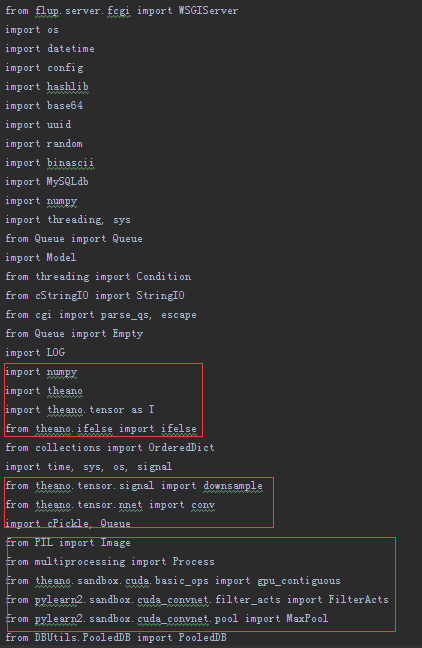 from flup.server.fcgi import WSGIServer
import os
import datetime
import config
import hashlib
import base64
import uuid
import random
import binascii
import MySQLdb
import numpy
import threading, sys
from Queue import Queue
import Model
from threading import Condition
from cStringIO import StringIO
from cgi import parse_qs, escape
from Queue import Empty
import LOG
import numpy
import theano
import theano.tensor as T
from theano.ifelse import ifelse
from collections import OrderedDict
import time, sys, os, signal
from theano.tensor.signal import downsample
from theano.tensor.nnet import conv
import cPickle, Queue
from PIL import Image
from multiprocessing import Process
from theano.sandbox.cuda.basic_ops import gpu_contiguous
from pylearn2.sandbox.cuda_convnet.filter_acts import FilterActs
from pylearn2.sandbox.cuda_convnet.pool import MaxPool
from DBUtils.PooledDB import PooledDB